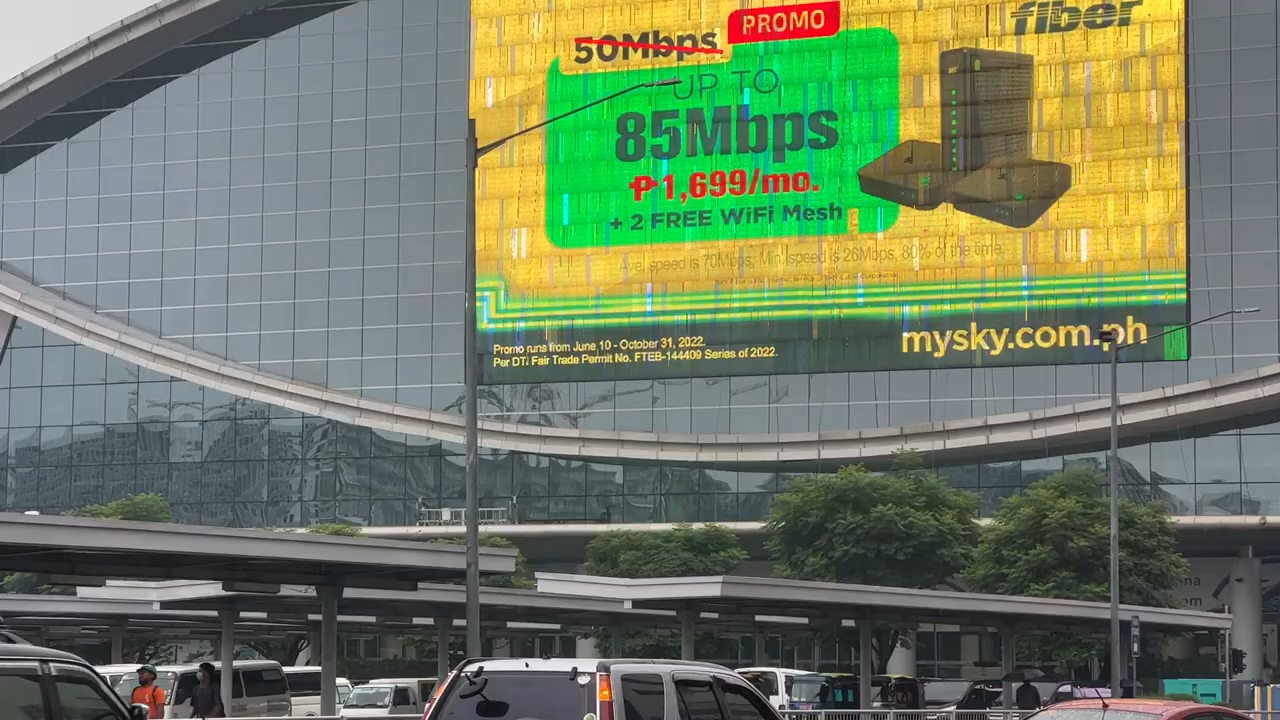 fiber
PROMO
50Mbps
UP TO
85Mbps
₱1,699/mo.
+ 2 FREE WiFi Mesh
Ave. speed is 70Mbps, Min. speed is 26Mbps, 80% of the time.
mysky.com.ph
Promo runs from June 10 - October 31, 2022.
Per DTI Fair Trade Permit No. FTEB-144409 Series of 2022.